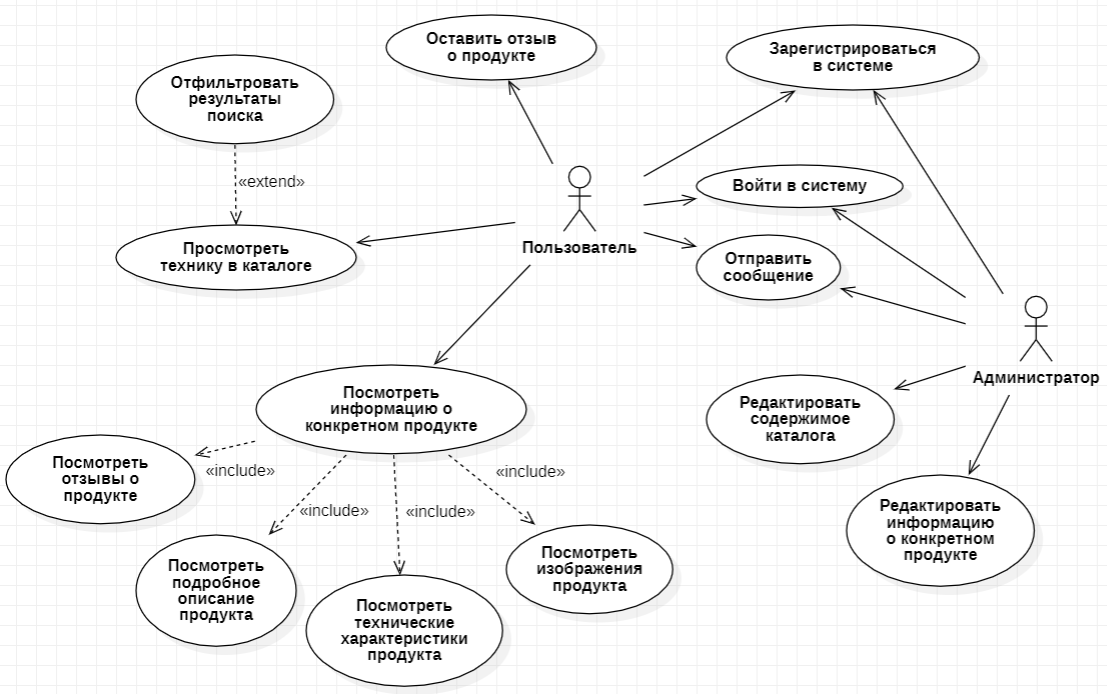 Оставить отзыв
о продукте
Зарегистрироваться
в системе
Отфильтровать
результаты
поиска
«extend»
Войти в систему
Просмотреть
технику в каталоге
Пользователь
Отправить
сообщение
Администратор
Посмотреть
информацию о
конкретном продукте
Редактировать
содержимое
каталога
Посмотреть
отзывы о
продукте
«include»
«include»
«include»
«include»
Редактировать
информацию
о конкретном
продукте
Посмотреть
подробное
описание
продукта
Посмотреть
технические
характеристики
продукта
Посмотреть
изображения
продукта